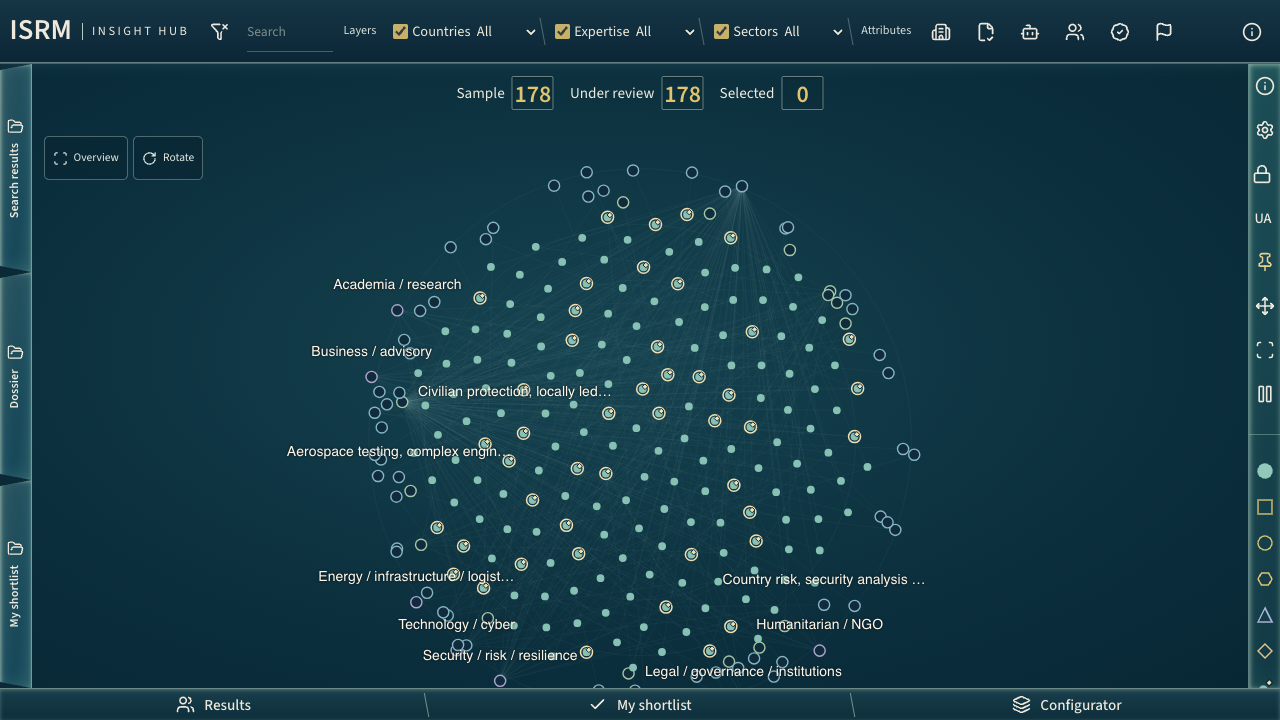 ISRM INSIGHT HUB Search Layers Countries All Expertise All Sectors All Attributes
Sample 178 Under review 178 Selected 0
Overview Rotate
Search results
Dossier
My shortlist
UA
Academia / research
Business / advisory
Civilian protection, locally led...
Aerospace testing, complex engin...
Energy / infrastructure / logist...
Country risk, security analysis ...
Technology / cyber
Humanitarian / NGO
Security / risk / resilience
Legal / governance / institutions
Results My shortlist Configurator